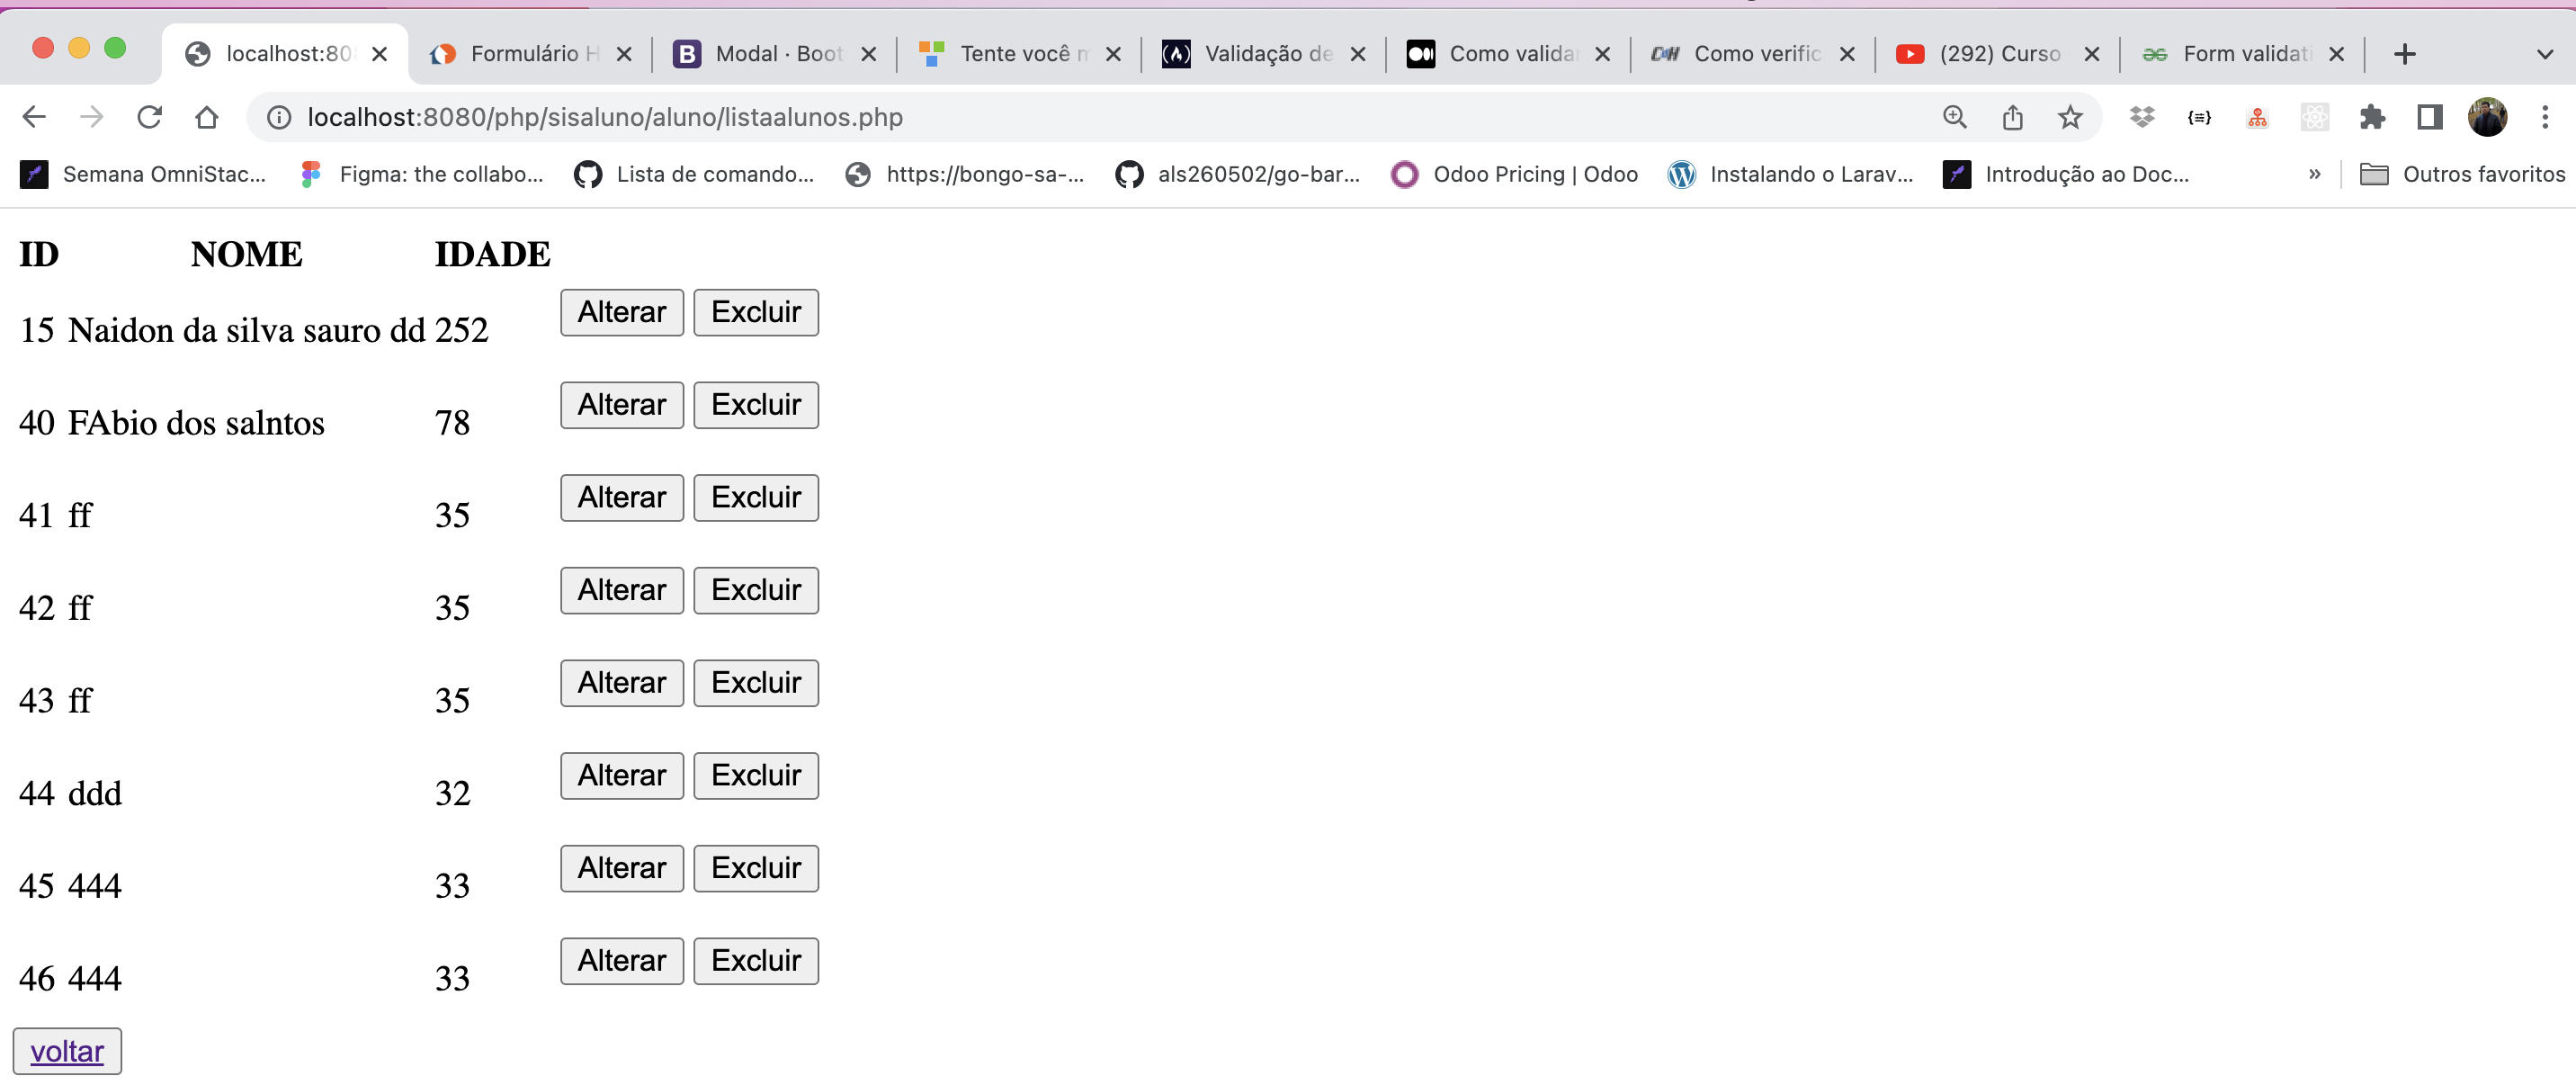 localhost:80 Formulário H Modal · Boot Tente você m Validação de Como valida Como verific (292) Curso Form validati
localhost:8080/php/sisaluno/aluno/listaalunos.php
Semana OmniStac... Figma: the collabo... Lista de comando... https://bongo-sa-... als260502/go-bar... Odoo Pricing | Odoo Instalando o Larav... Introdução ao Doc... » Outros favoritos
ID NOME IDADE
15 Naidon da silva sauro dd 252 Alterar Excluir
40 FAbio dos salntos 78 Alterar Excluir
41 ff 35 Alterar Excluir
42 ff 35 Alterar Excluir
43 ff 35 Alterar Excluir
44 ddd 32 Alterar Excluir
45 444 33 Alterar Excluir
46 444 33 Alterar Excluir
voltar